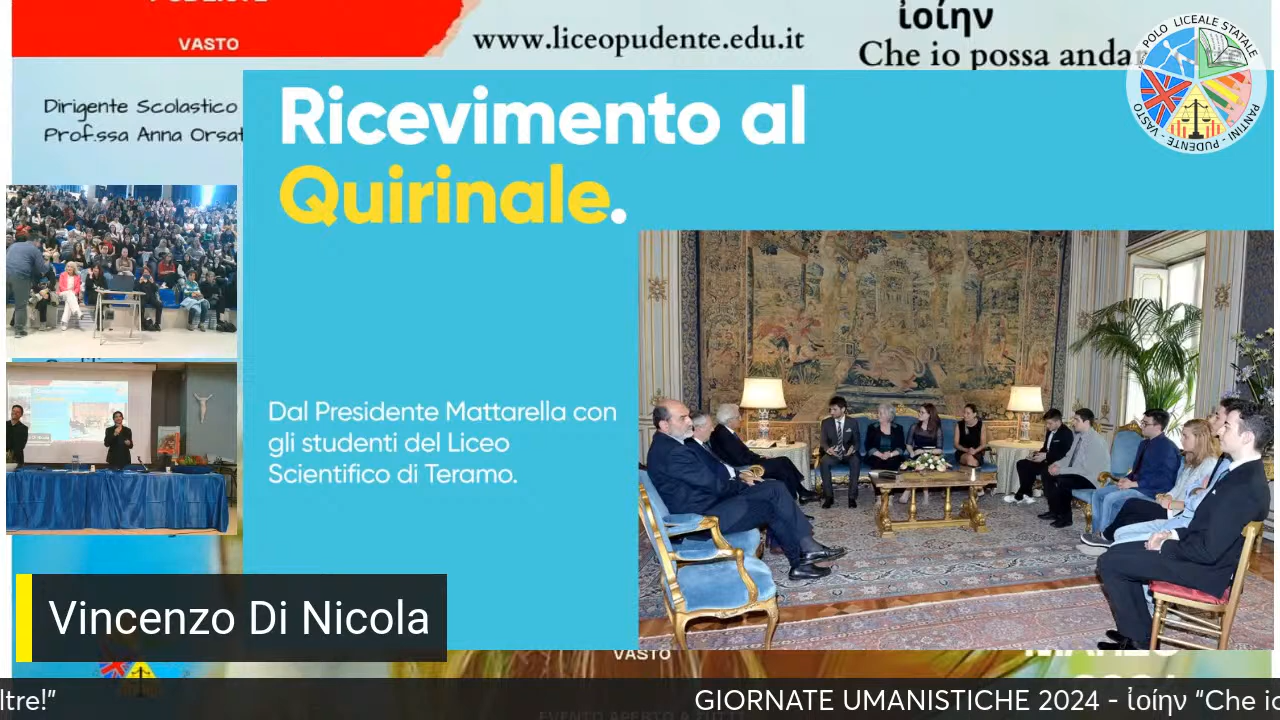 VASTO
www.liceopudente.edu.it
ἰοίην
Che io possa andar
POLO LICEALE STATALE
PANTINI - PUDENTE - VASTO
Dirigente Scolastico
Prof.ssa Anna Orsat
Ricevimento al
Quirinale.
Dal Presidente Mattarella con
gli studenti del Liceo
Scientifico di Teramo.
Vincenzo Di Nicola
VASTO
ltre!”
GIORNATE UMANISTICHE 2024 - ἰοίην “Che io